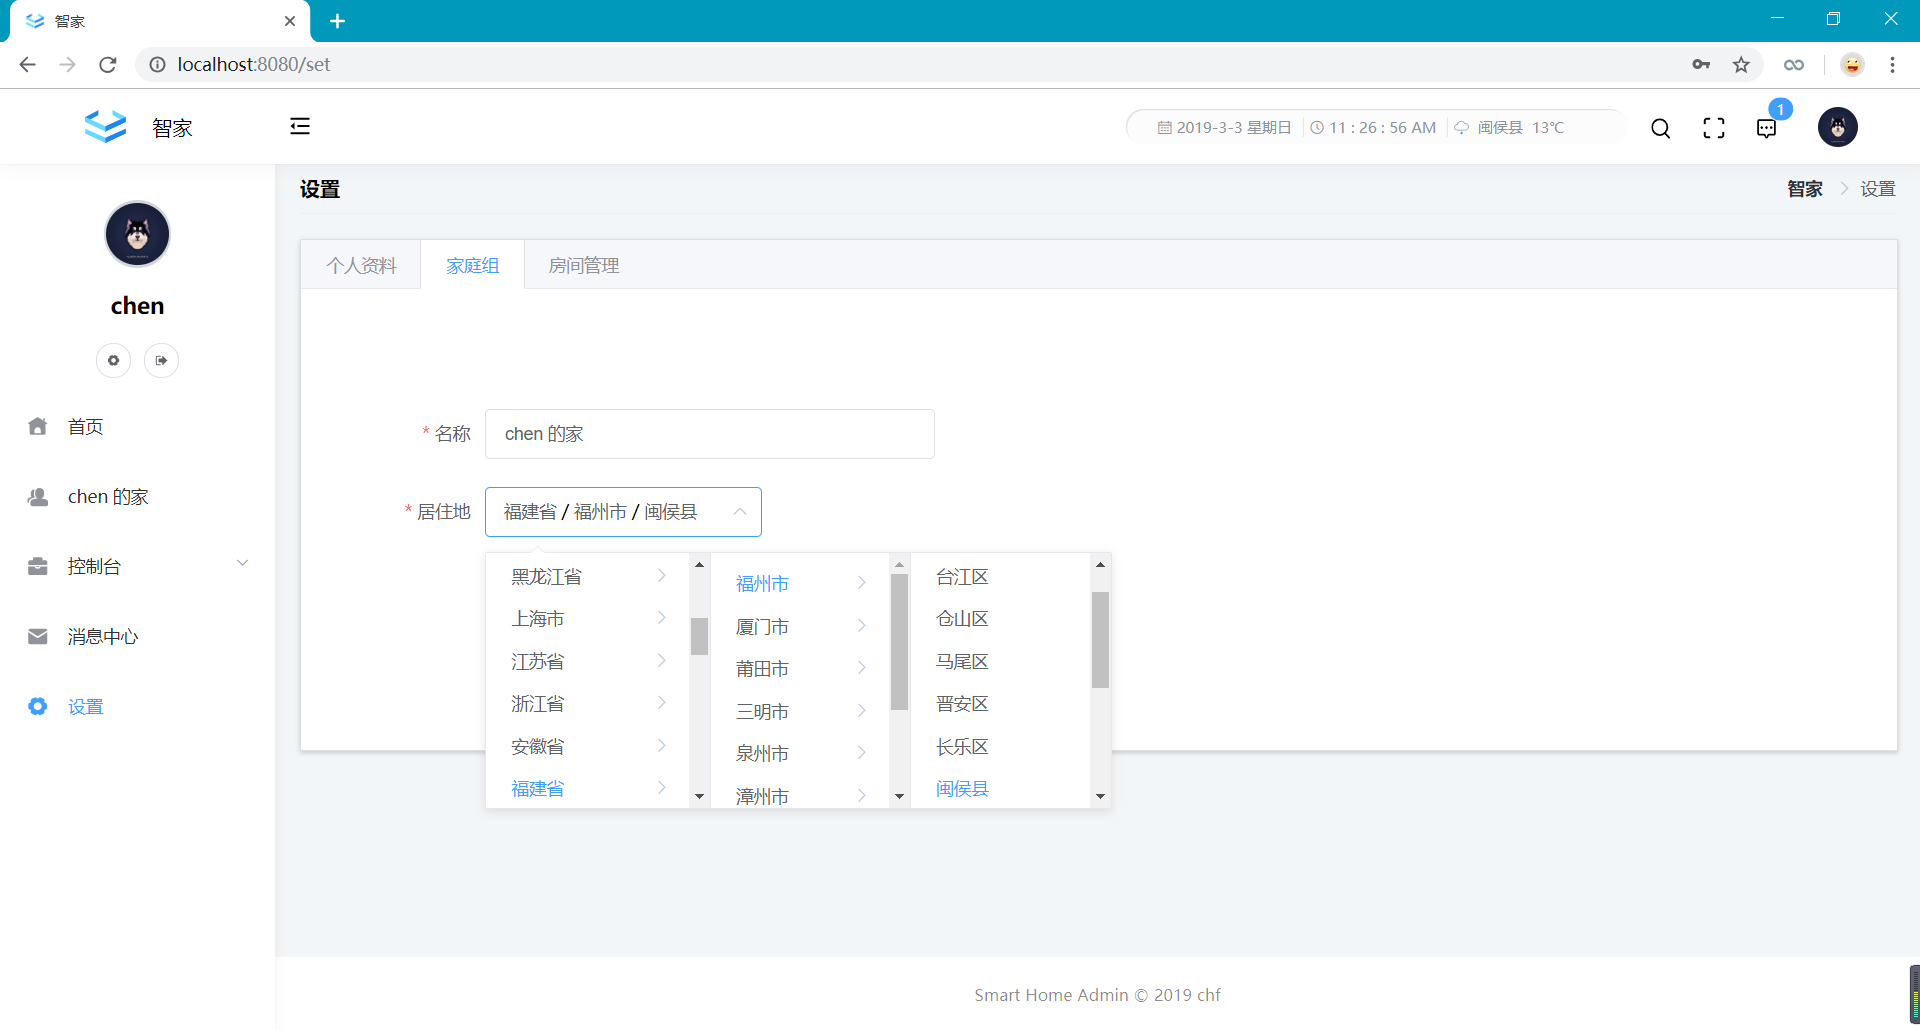 智家
localhost:8080/set
智家
2019-3-3 星期日 11 : 26 : 56 AM 闽侯县 13℃
1
设置
智家 设置
chen
首页
chen 的家
控制台
消息中心
设置
个人资料 家庭组 房间管理
* 名称 chen 的家
* 居住地 福建省 / 福州市 / 闽侯县
黑龙江省
上海市
江苏省
浙江省
安徽省
福建省
福州市
厦门市
莆田市
三明市
泉州市
漳州市
台江区
仓山区
马尾区
晋安区
长乐区
闽侯县
Smart Home Admin © 2019 chf